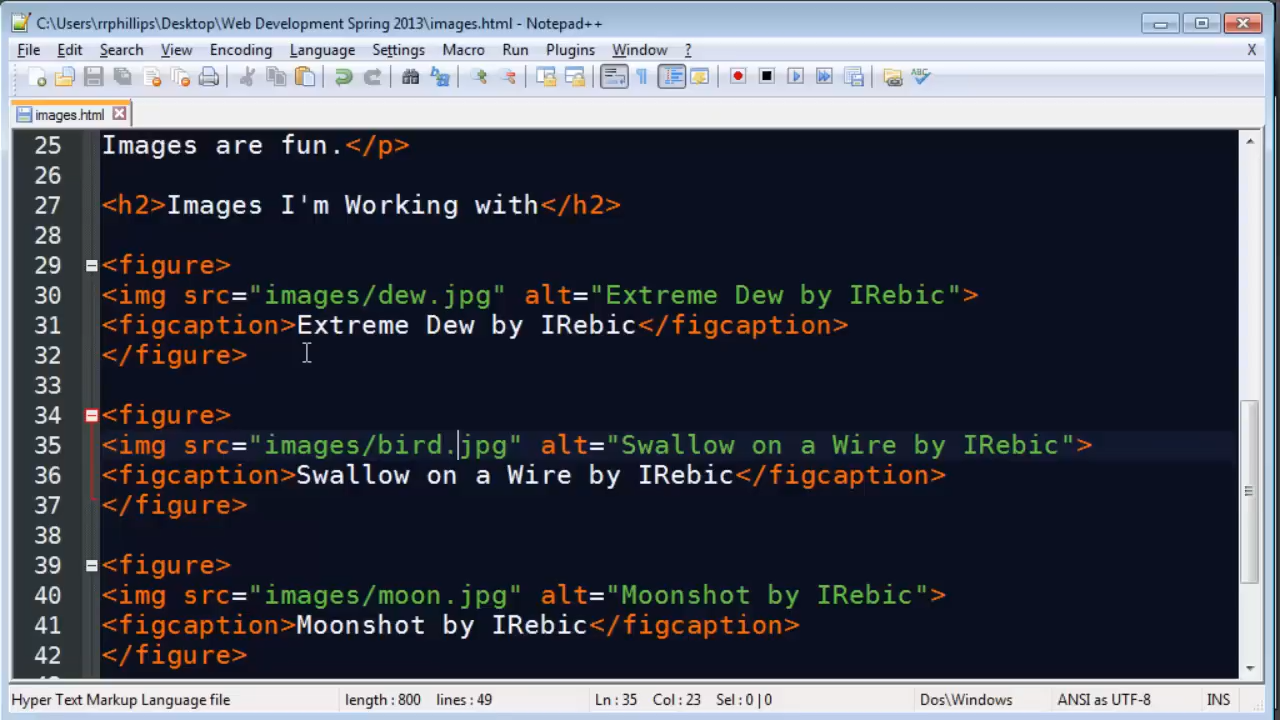 C:\Users\rrphillips\Desktop\Web Development Spring 2013\images.html - Notepad++
File Edit Search View Encoding Language Settings Macro Run Plugins Window ? X
images.html
25 Images are fun.</p>
26
27 <h2>Images I'm Working with</h2>
28
29 <figure>
30 <img src="images/dew.jpg" alt="Extreme Dew by IRebic">
31 <figcaption>Extreme Dew by IRebic</figcaption>
32 </figure>
33
34 <figure>
35 <img src="images/bird.jpg" alt="Swallow on a Wire by IRebic">
36 <figcaption>Swallow on a Wire by IRebic</figcaption>
37 </figure>
38
39 <figure>
40 <img src="images/moon.jpg" alt="Moonshot by IRebic">
41 <figcaption>Moonshot by IRebic</figcaption>
42 </figure>
Hyper Text Markup Language file length : 800 lines : 49 Ln : 35 Col : 23 Sel : 0 | 0 Dos\Windows ANSI as UTF-8 INS